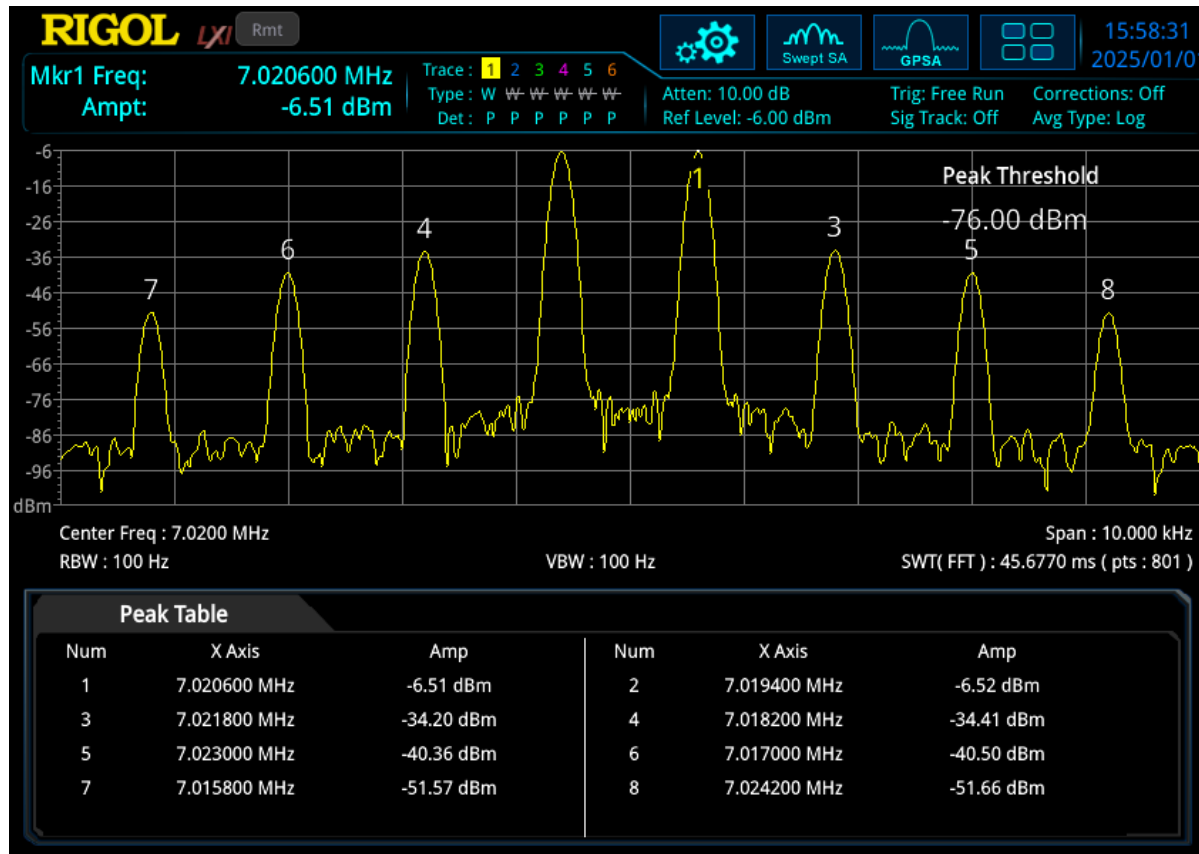 RIGOL LXI Rmt
15:58:31
2025/01/0
Swept SA
GPSA
Mkr1 Freq: 7.020600 MHz
Ampt: -6.51 dBm
Trace : 1 2 3 4 5 6
Type : W W W W W W
Det : P P P P P P
Atten: 10.00 dB
Ref Level: -6.00 dBm
Trig: Free Run
Sig Track: Off
Corrections: Off
Avg Type: Log
-6
-16
-26
-36
-46
-56
-66
-76
-86
-96
dBm
Peak Threshold
-76.00 dBm
7
6
4
1
3
5
8
Center Freq : 7.0200 MHz
Span : 10.000 kHz
RBW : 100 Hz
VBW : 100 Hz
SWT( FFT ) : 45.6770 ms ( pts : 801 )
Peak Table
Num X Axis Amp Num X Axis Amp
1 7.020600 MHz -6.51 dBm 2 7.019400 MHz -6.52 dBm
3 7.021800 MHz -34.20 dBm 4 7.018200 MHz -34.41 dBm
5 7.023000 MHz -40.36 dBm 6 7.017000 MHz -40.50 dBm
7 7.015800 MHz -51.57 dBm 8 7.024200 MHz -51.66 dBm